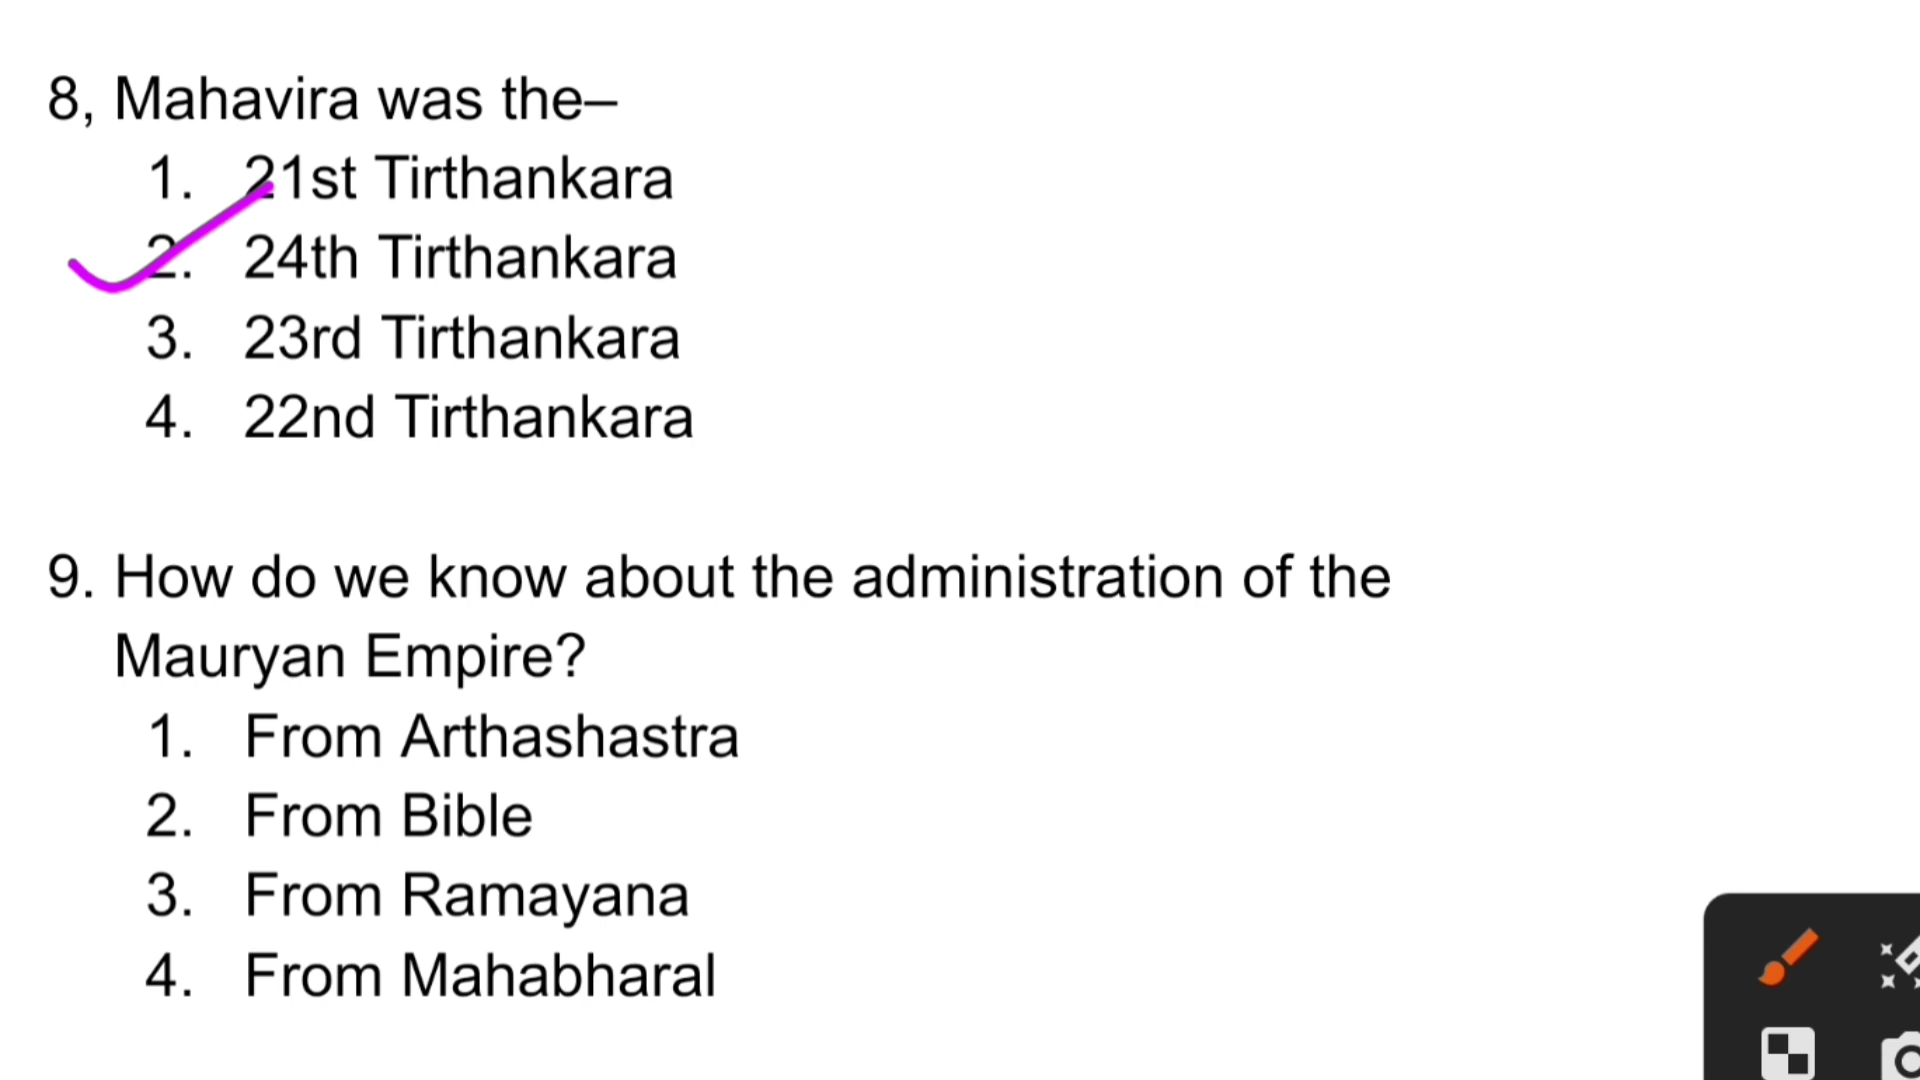 8, Mahavira was the–
1. 21st Tirthankara
2. 24th Tirthankara
3. 23rd Tirthankara
4. 22nd Tirthankara
9. How do we know about the administration of the
Mauryan Empire?
1. From Arthashastra
2. From Bible
3. From Ramayana
4. From Mahabharal